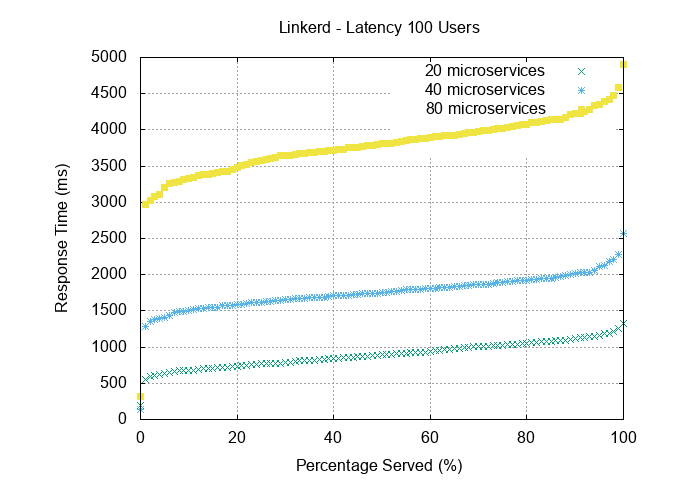 Linkerd - Latency 100 Users
5000
4500
4000
3500
3000
2500
2000
1500
1000
500
0
20 microservices
40 microservices
80 microservices
Response Time (ms)
0 20 40 60 80 100
Percentage Served (%)